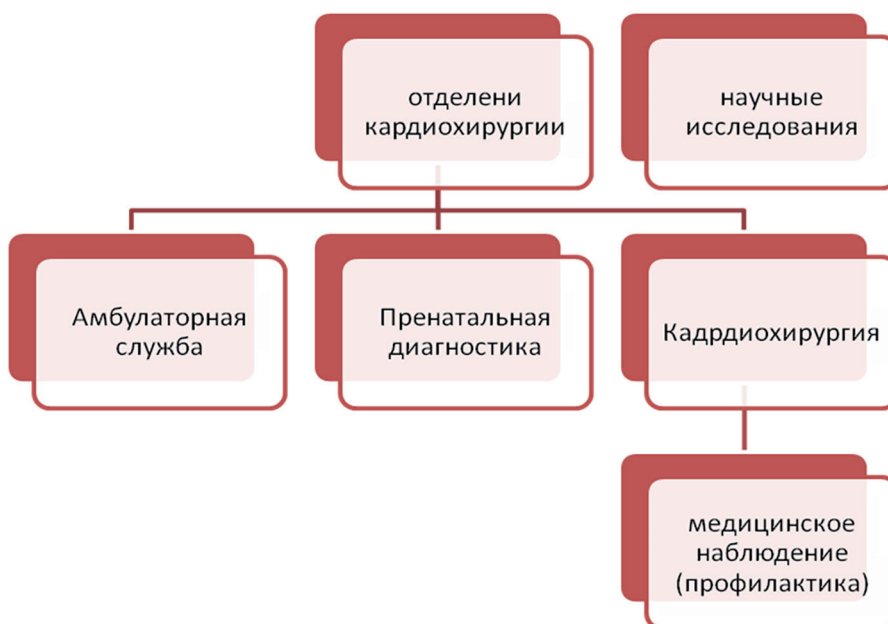 отделени
кардиохирургии
научные
исследования
Амбулаторная
служба
Пренатальная
диагностика
Кадрдиохирургия
медицинское
наблюдение
(профилактика)